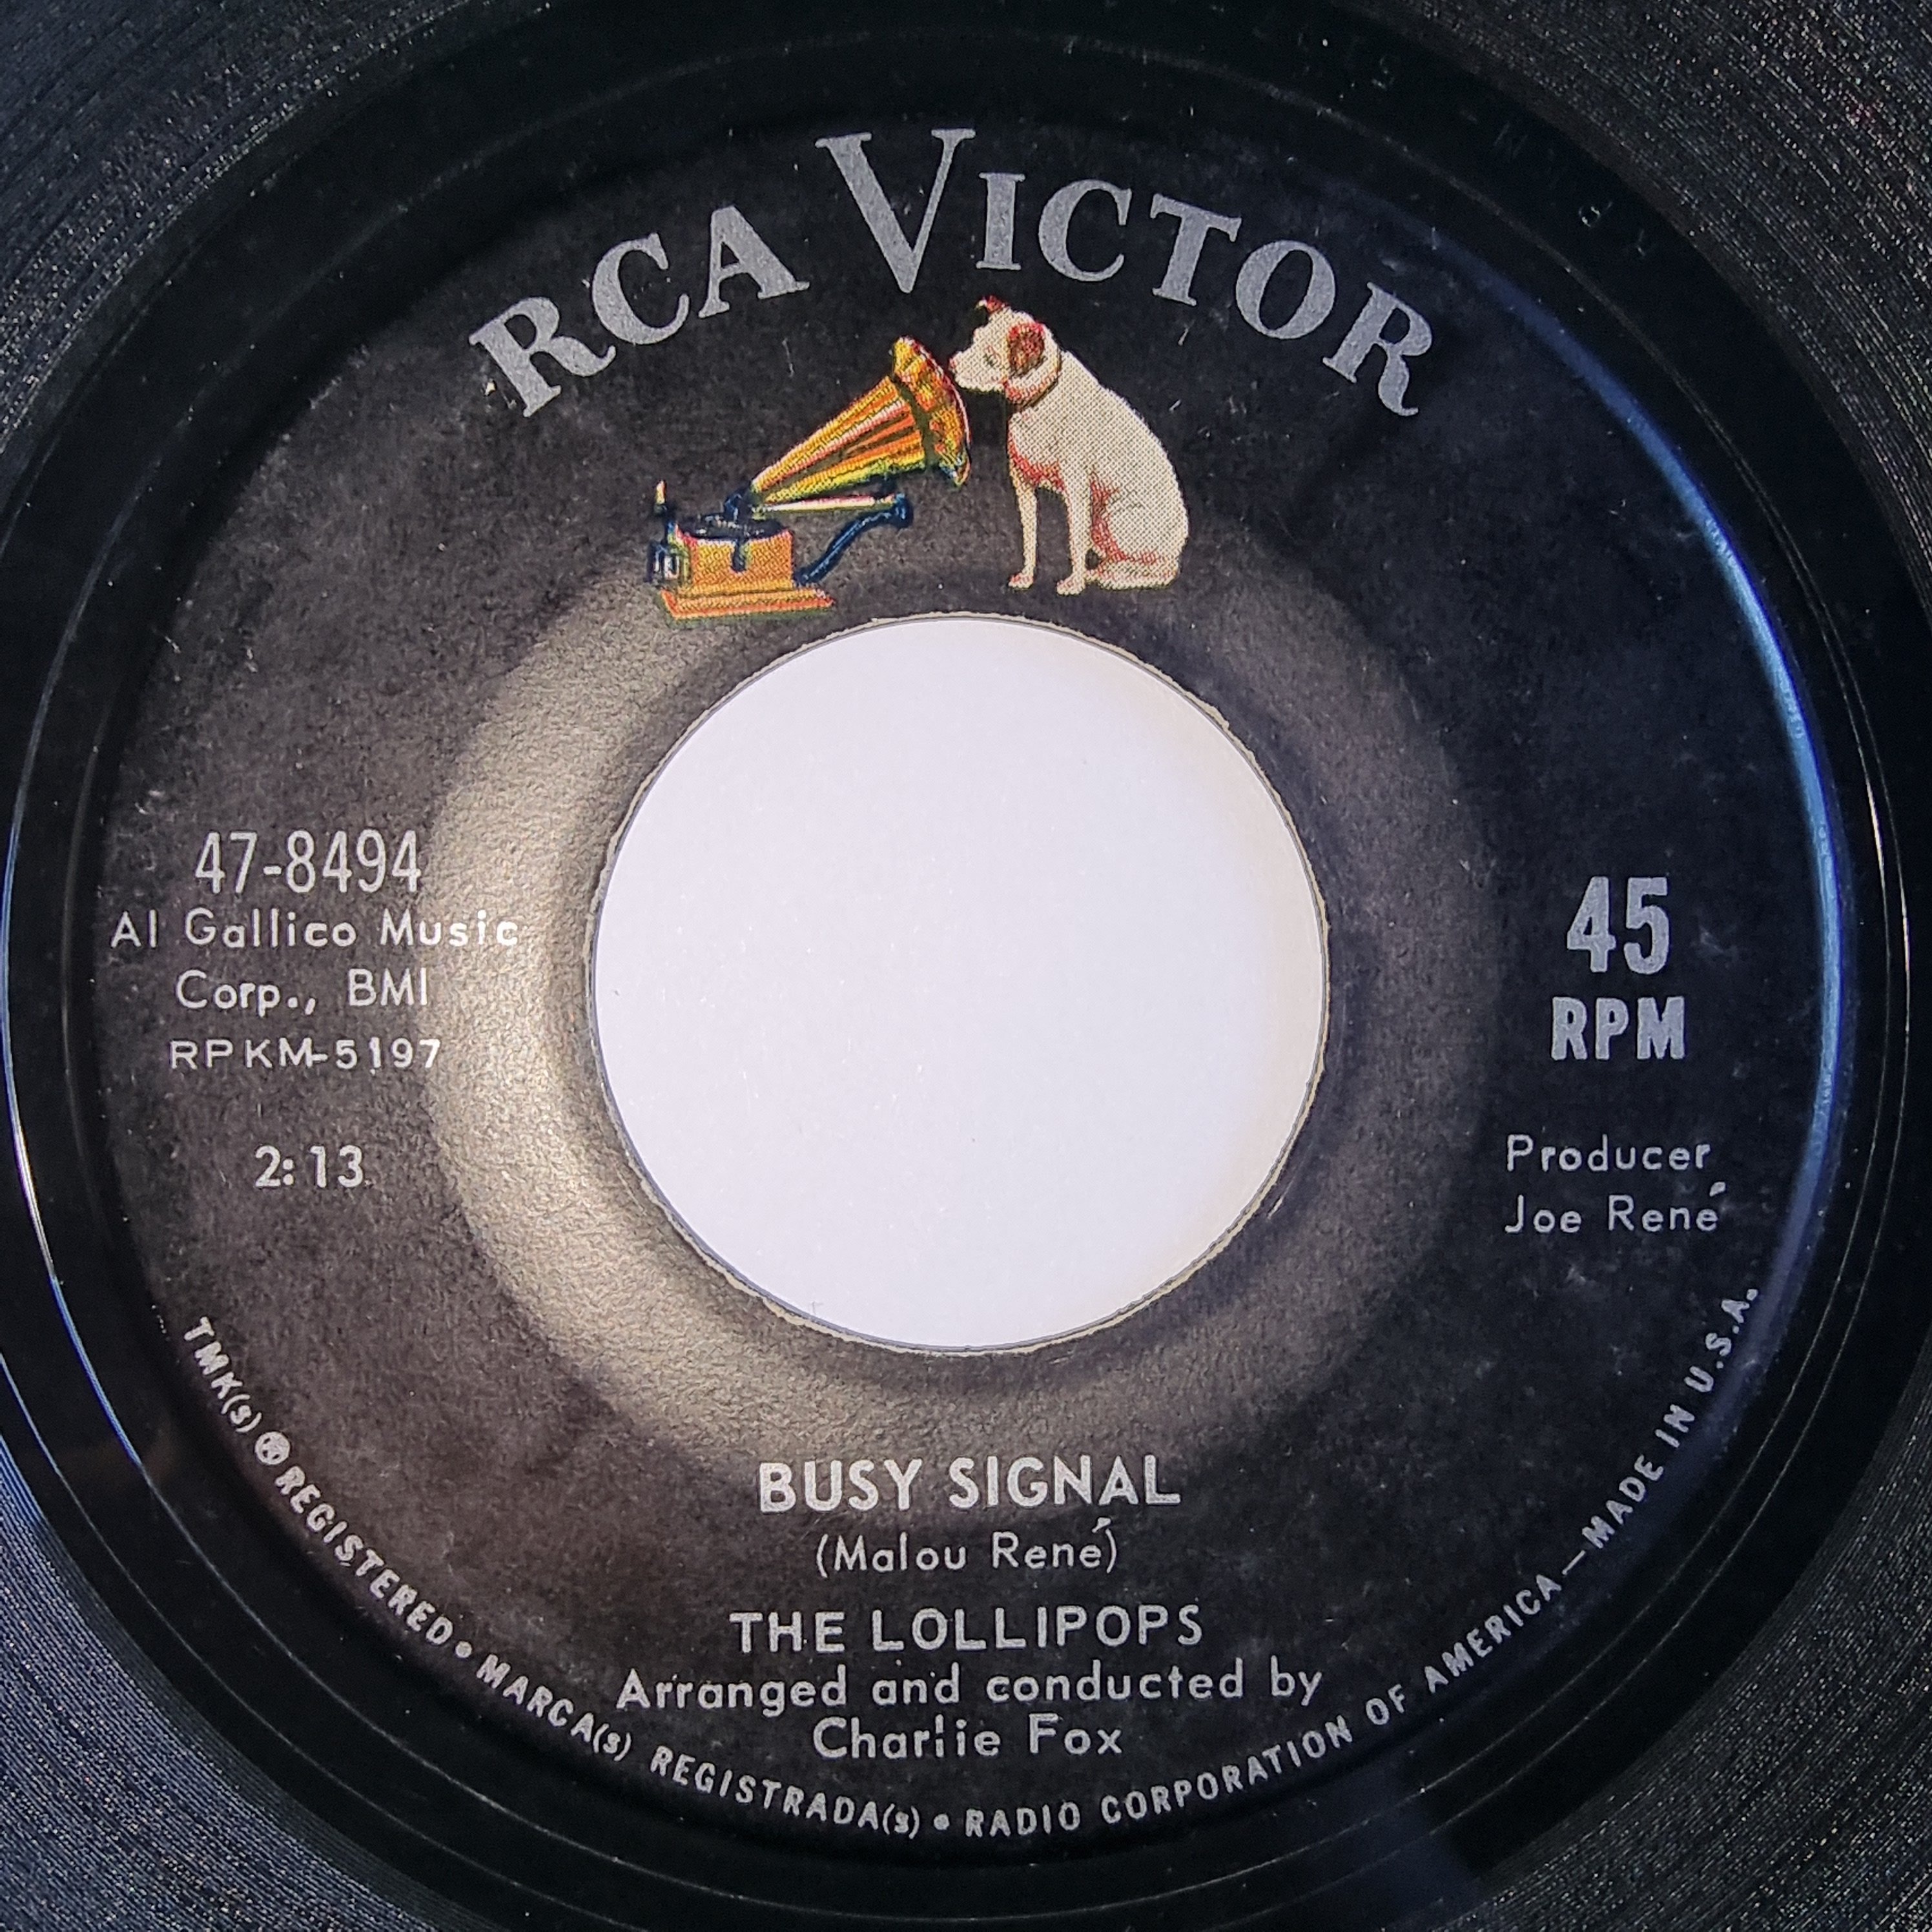 RCA VICTOR
47-8494
Al Gallico Music
Corp., BMI
RPKM-5197
2:13
45
RPM
Producer
Joe René
BUSY SIGNAL
(Malou René)
THE LOLLIPOPS
Arranged and conducted by
Charlie Fox
TMK(s) ® REGISTERED • MARCA(s) REGISTRADA(s) • RADIO CORPORATION OF AMERICA—MADE IN U.S.A.